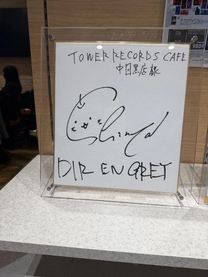 TOWER RECORDS CAFE
中目黒店様
DIR EN GREY